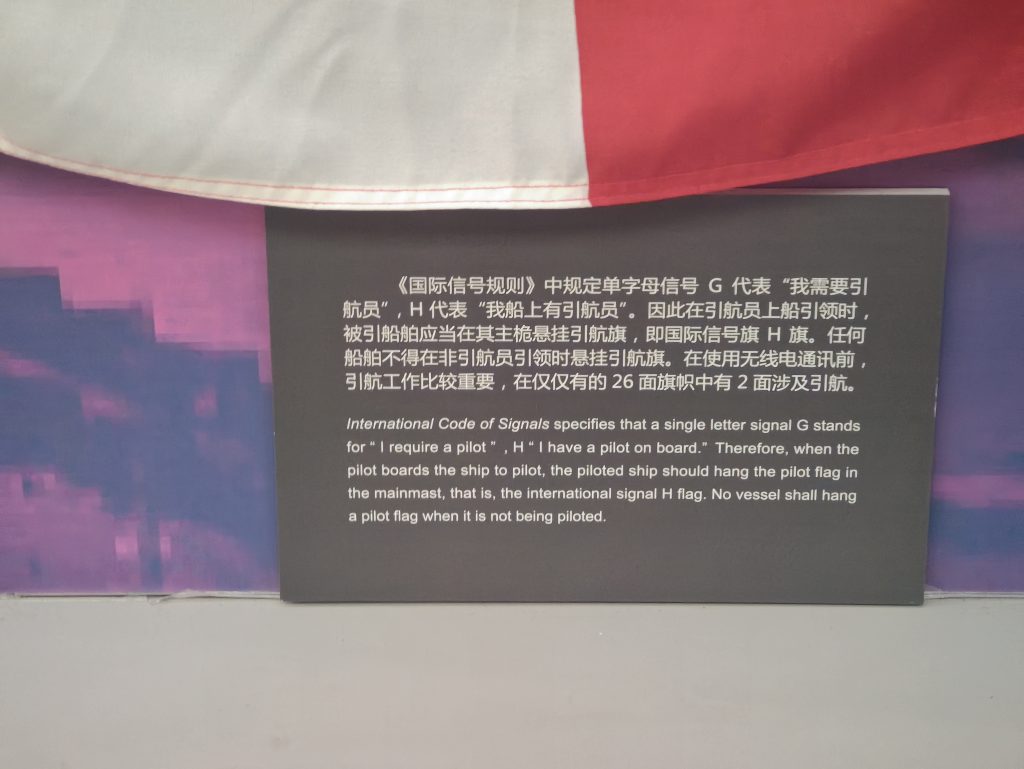 《国际信号规则》中规定单字母信号 G 代表 “我需要引
航员”, H 代表 “我船上有引航员”。因此在引航员上船引领时,
被引船舶应当在其主桅悬挂引航旗，即国际信号旗 H 旗。任何
船舶不得在非引航员引领时悬挂引航旗。在使用无线电通讯前，
引航工作比较重要，在仅仅有的 26 面旗帜中有 2 面涉及引航。
International Code of Signals specifies that a single letter signal G stands
for “ I require a pilot ” , H “ I have a pilot on board.” Therefore, when the
pilot boards the ship to pilot, the piloted ship should hang the pilot flag in
the mainmast, that is, the international signal H flag. No vessel shall hang
a pilot flag when it is not being piloted.